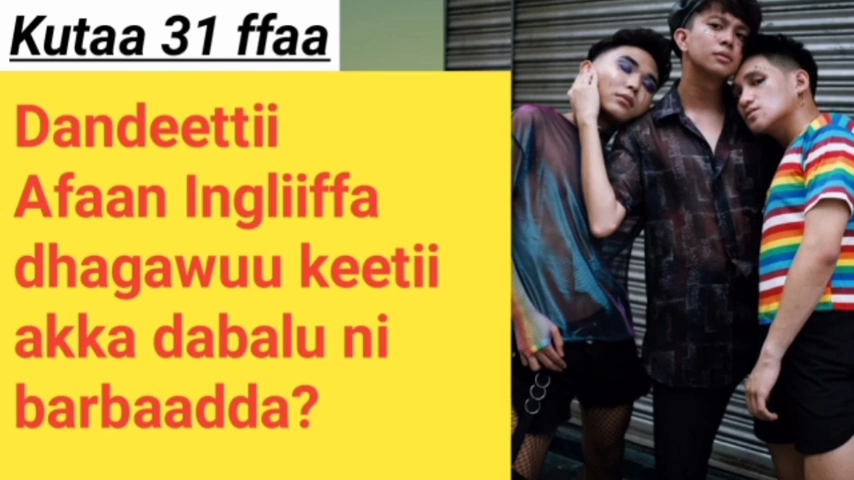 Kutaa 31 ffaa
Dandeettii
Afaan Ingliiffa
dhagawuu keetii
akka dabalu ni
barbaadda?